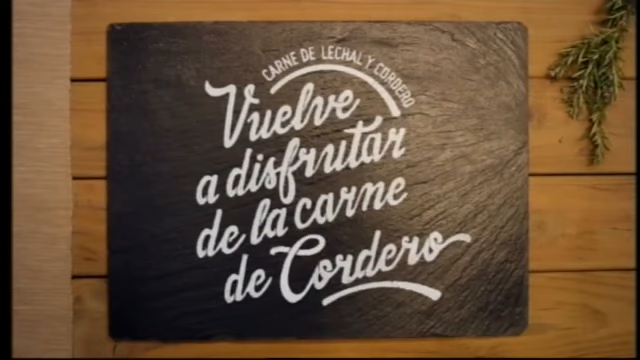 CARNE DE LECHAL Y CORDERO
Vuelve
a disfrutar
de la carne
de Cordero